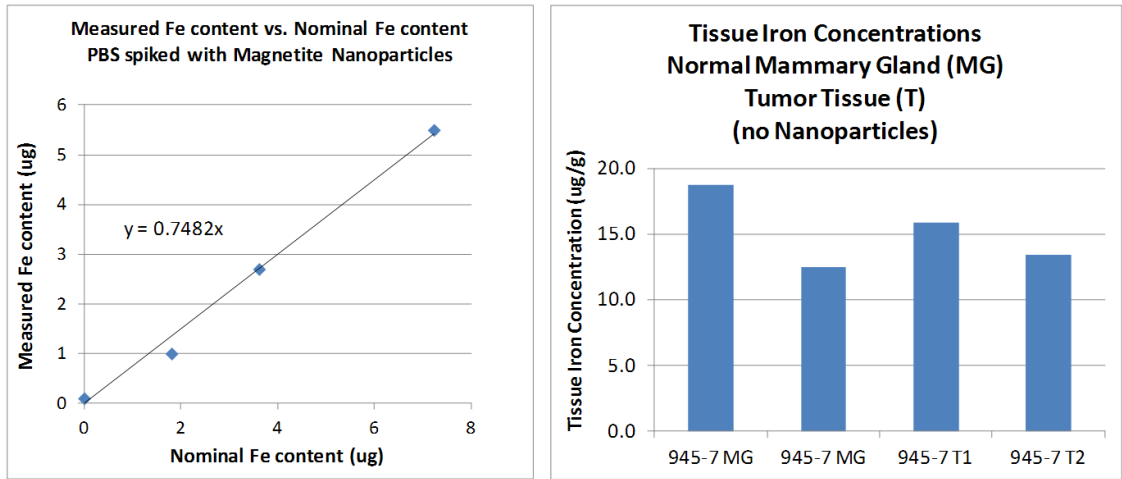 Measured Fe content vs. Nominal Fe content
PBS spiked with Magnetite Nanoparticles
Measured Fe content (ug)
6
5
4
3
2
1
0
y = 0.7482x
0 2 4 6 8
Nominal Fe content (ug)
Tissue Iron Concentrations
Normal Mammary Gland (MG)
Tumor Tissue (T)
(no Nanoparticles)
Tissue Iron Concentration (ug/g)
20.0
15.0
10.0
5.0
0.0
945-7 MG 945-7 MG 945-7 T1 945-7 T2